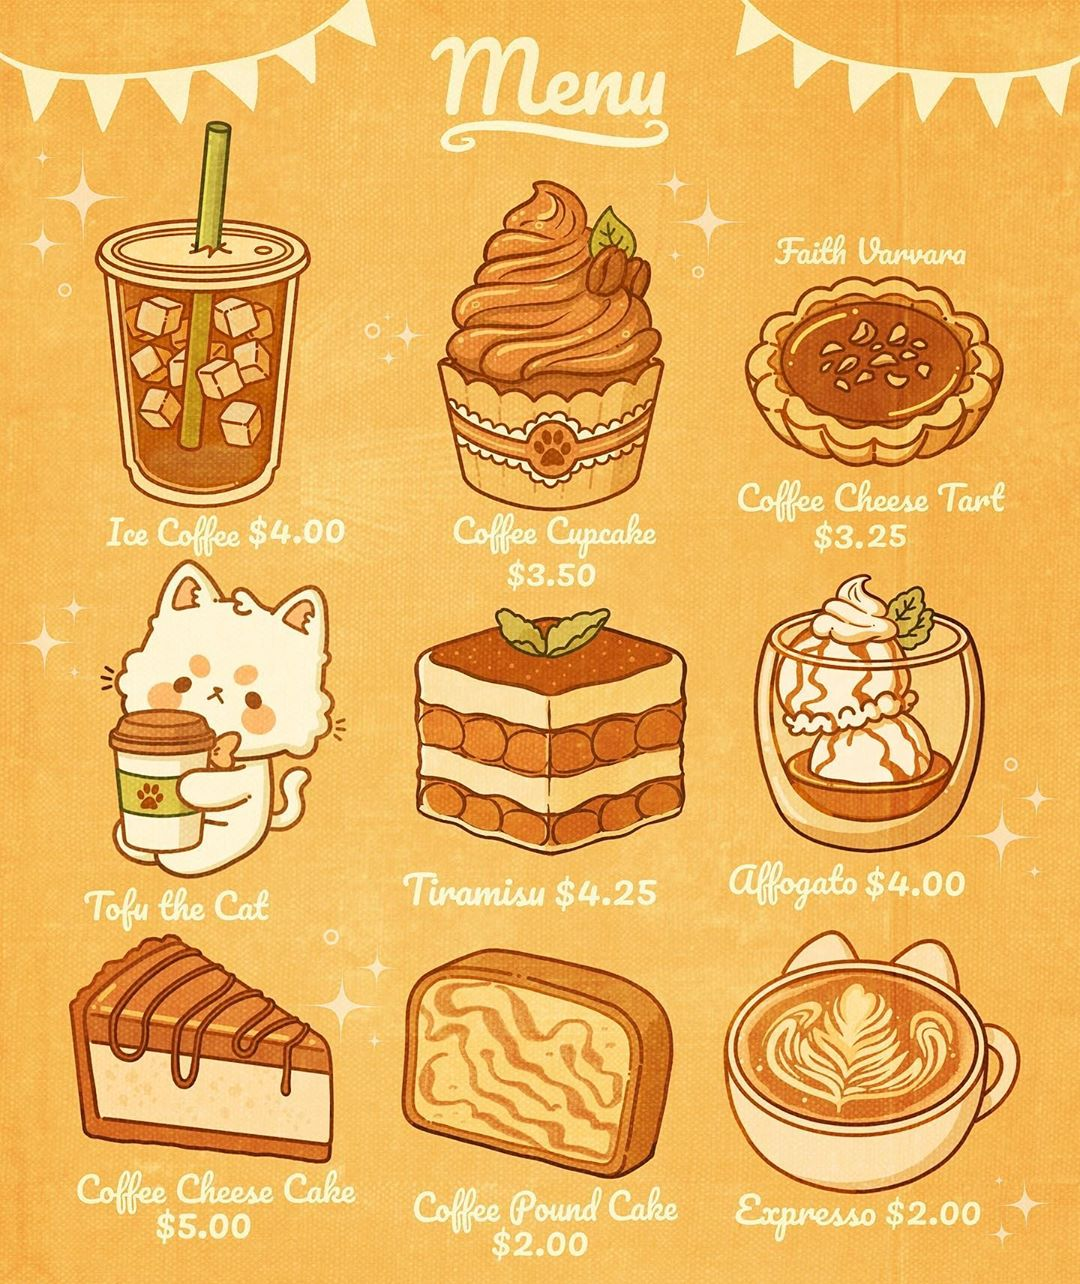 Menu
Faith Varvara
Ice Coffee $4.00
Coffee Cupcake
$3.50
Coffee Cheese Tart
$3.25
Tofu the Cat
Tiramisu $4.25
Affogato $4.00
Coffee Cheese Cake
$5.00
Coffee Pound Cake
$2.00
Expresso $2.00